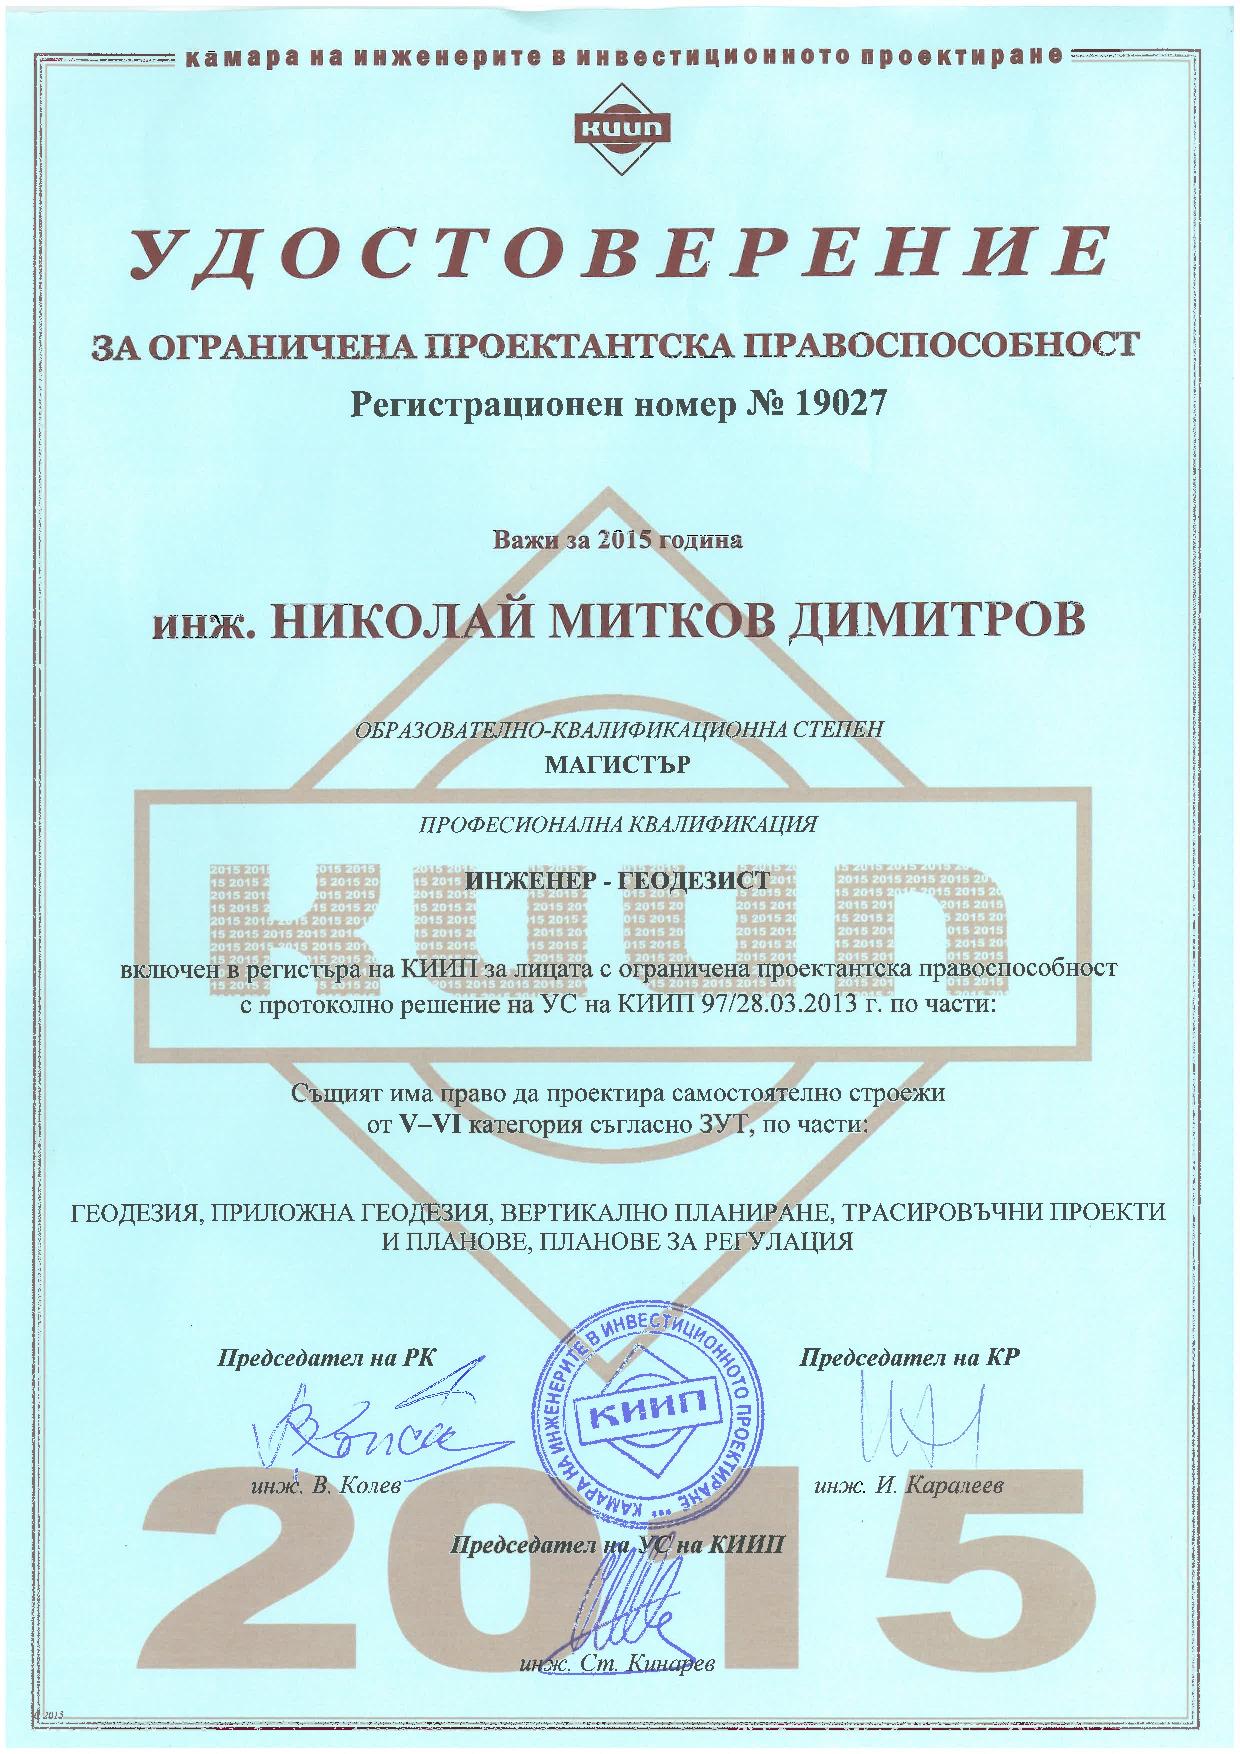 камара на инженерите в инвестиционното проектиране
КИИП
УДОСТОВЕРЕНИЕ
ЗА ОГРАНИЧЕНА ПРОЕКТАНТСКА ПРАВОСПОСОБНОСТ
Регистрационен номер № 19027
Важи за 2015 година
инж. НИКОЛАЙ МИТКОВ ДИМИТРОВ
ОБРАЗОВАТЕЛНО-КВАЛИФИКАЦИОННА СТЕПЕН
МАГИСТЪР
ПРОФЕСИОНАЛНА КВАЛИФИКАЦИЯ
ИНЖЕНЕР - ГЕОДЕЗИСТ
включен в регистъра на КИИП за лицата с ограничена проектантска правоспособност
с протоколно решение на УС на КИИП 97/28.03.2013 г. по части:
Същият има право да проектира самостоятелно строежи
от V–VI категория съгласно ЗУТ, по части:
ГЕОДЕЗИЯ, ПРИЛОЖНА ГЕОДЕЗИЯ, ВЕРТИКАЛНО ПЛАНИРАНЕ, ТРАСИРОВЪЧНИ ПРОЕКТИ
И ПЛАНОВЕ, ПЛАНОВЕ ЗА РЕГУЛАЦИЯ
Председател на РК
Председател на КР
КАМАРА НА ИНЖЕНЕРИТЕ В ИНВЕСТИЦИОННОТО ПРОЕКТИРАНЕ
КИИП
инж. В. Колев
инж. И. Каралеев
Председател на УС на КИИП
инж. Ст. Кинарев
2015